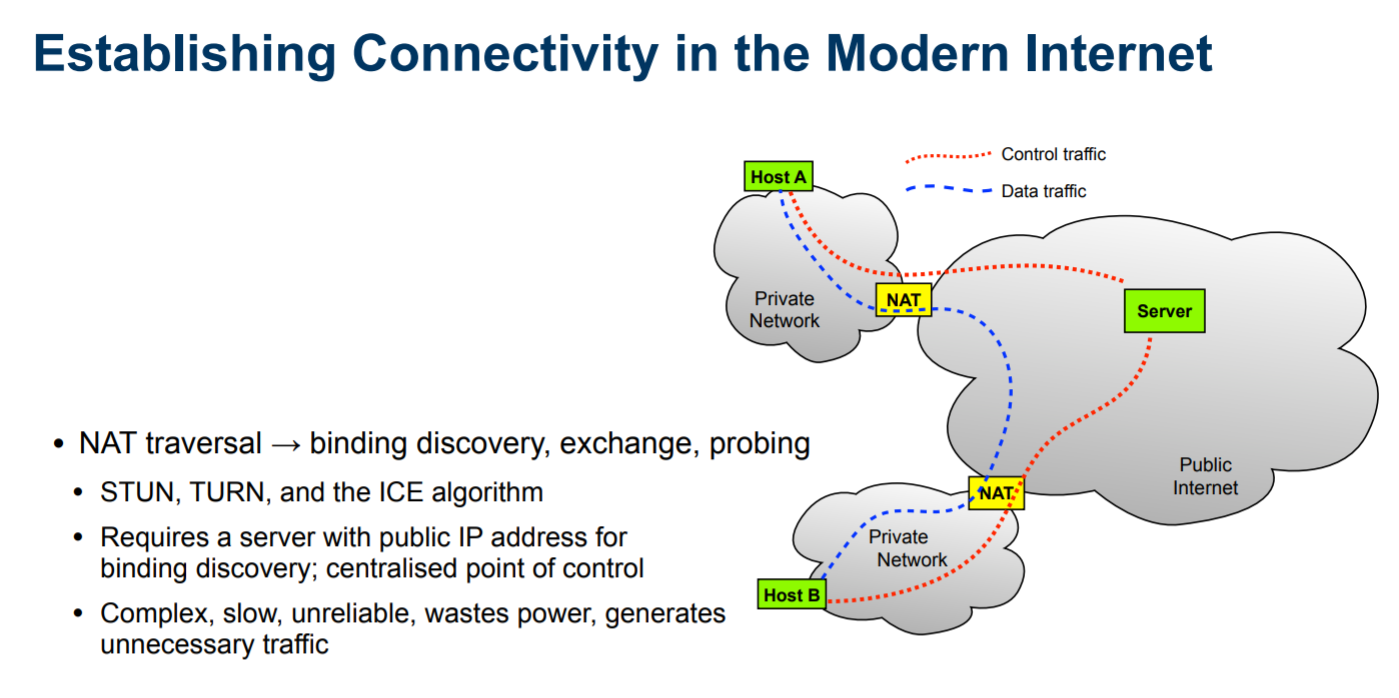 Establishing Connectivity in the Modern Internet
Control traffic
Data traffic
Host A
Private
Network
NAT
Server
Public
Internet
NAT
Private
Network
Host B
• NAT traversal → binding discovery, exchange, probing
• STUN, TURN, and the ICE algorithm
• Requires a server with public IP address for
binding discovery; centralised point of control
• Complex, slow, unreliable, wastes power, generates
unnecessary traffic